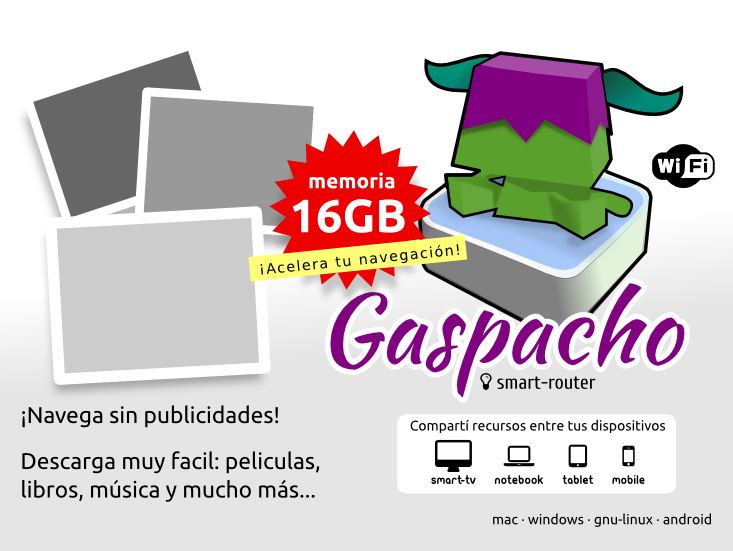 memoria
16GB
¡Acelera tu navegación!
WiFi
Gaspacho
smart-router
¡Navega sin publicidades!
Descarga muy facil: peliculas,
libros, música y mucho más...
Compartí recursos entre tus dispositivos
smart-tv notebook tablet mobile
mac · windows · gnu-linux · android